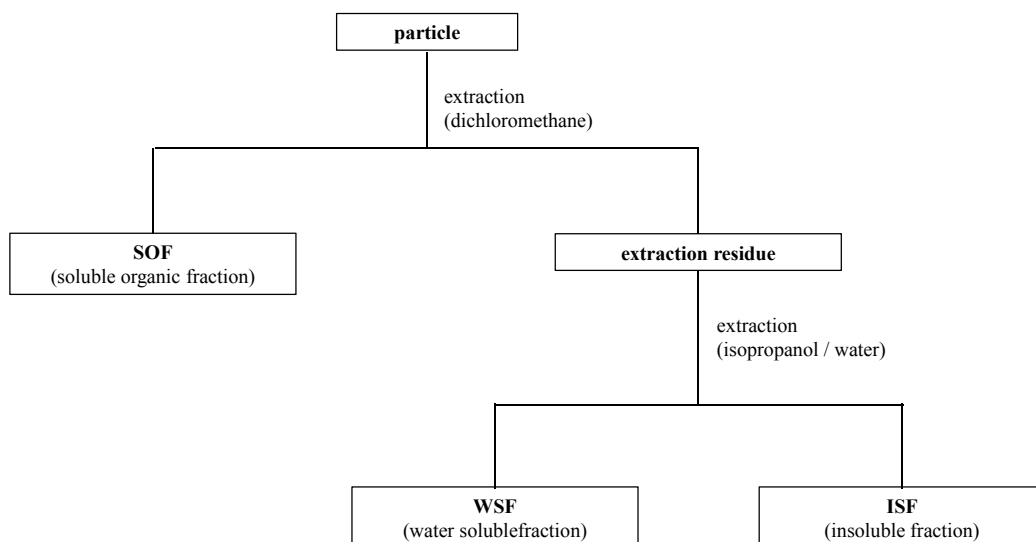 particle
extraction
(dichloromethane)
SOF
(soluble organic fraction)
extraction residue
extraction
(isopropanol / water)
WSF
(water solublefraction)
ISF
(insoluble fraction)